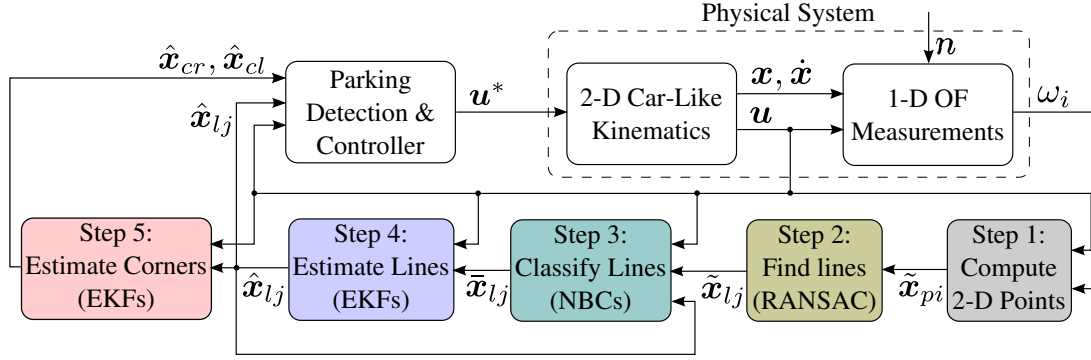 Physical System
n
x̂_cr, x̂_cl
x̂_lj
Parking
Detection &
Controller
u*
2-D Car-Like
Kinematics
x, ẋ
u
1-D OF
Measurements
ω_i
Step 5:
Estimate Corners
(EKFs)
x̂_lj
Step 4:
Estimate Lines
(EKFs)
x̄_lj
Step 3:
Classify Lines
(NBCs)
x̃_lj
Step 2:
Find lines
(RANSAC)
x̃_pi
Step 1:
Compute
2-D Points